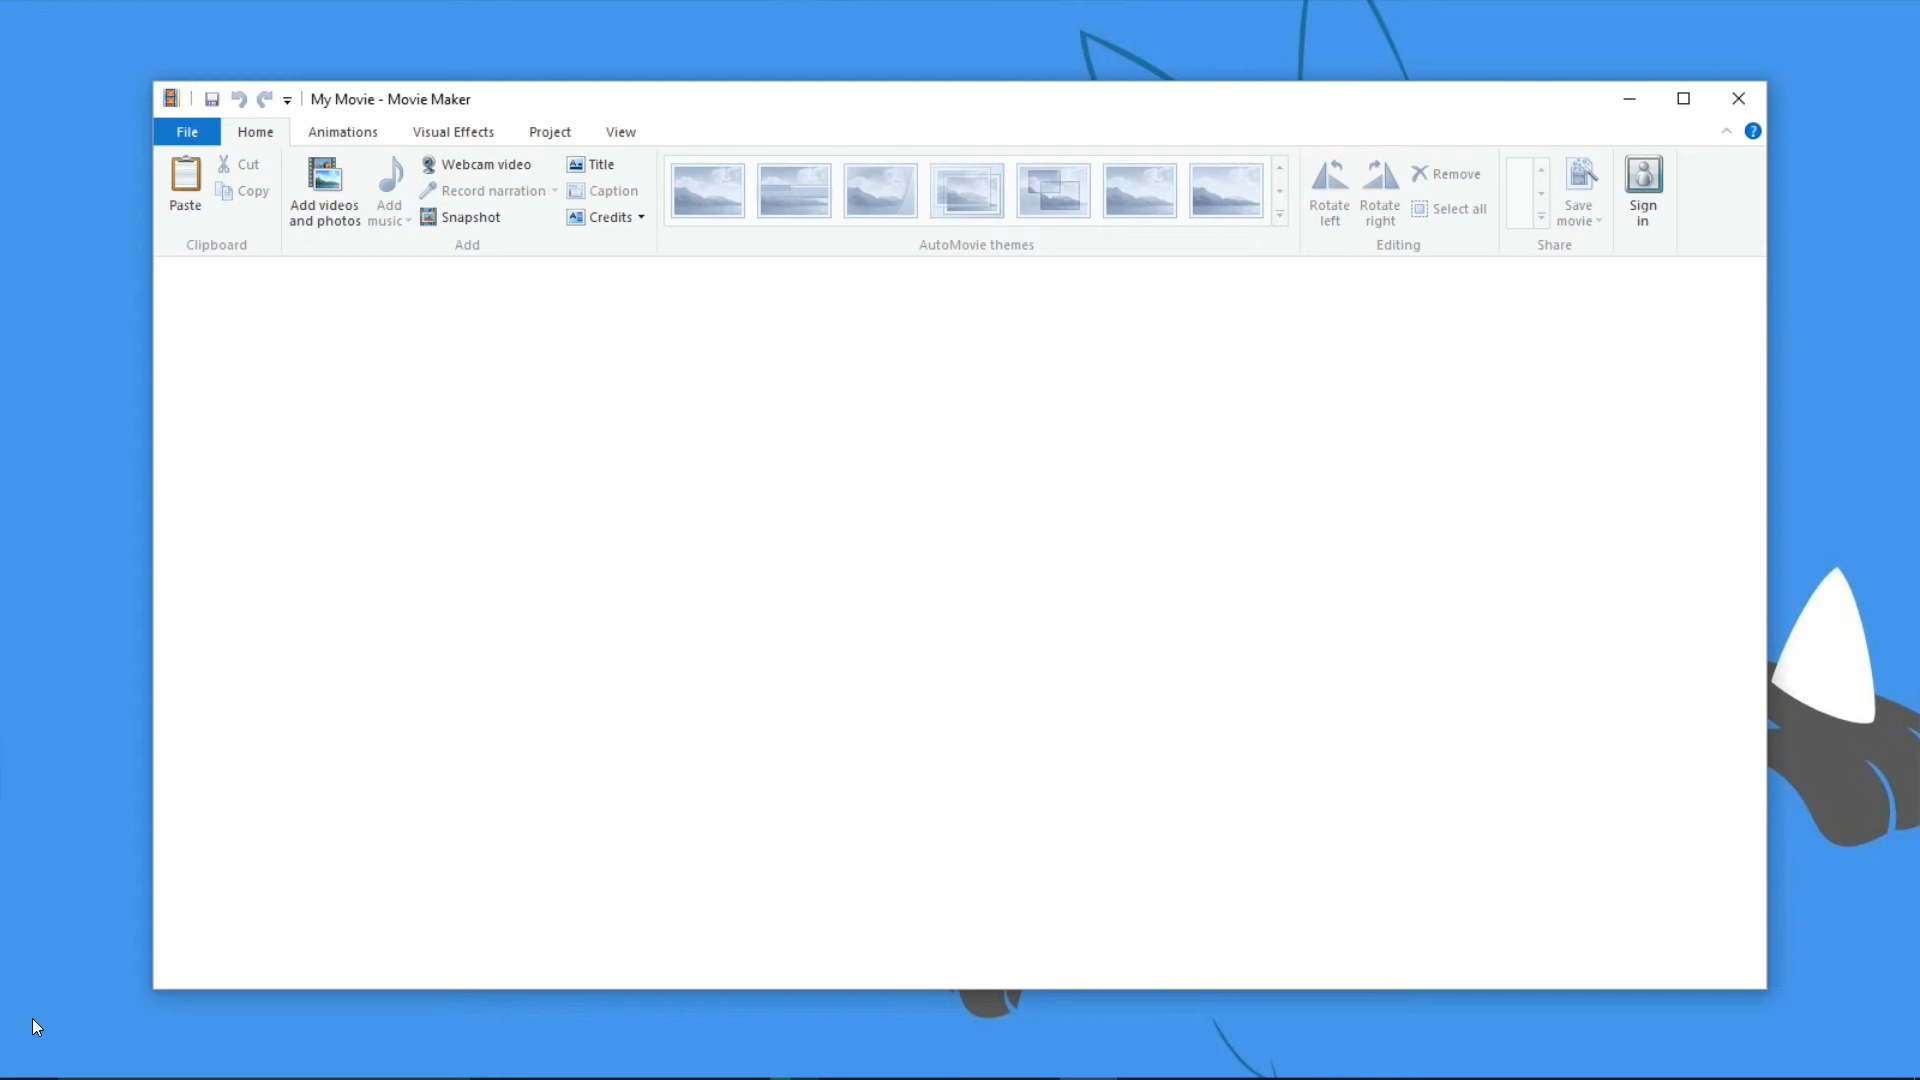 My Movie - Movie Maker
File Home Animations Visual Effects Project View
Paste
Cut
Copy
Clipboard
Add videos
and photos
Add
music
Webcam video
Record narration
Snapshot
Title
Caption
Credits
Add
AutoMovie themes
Rotate
left
Rotate
right
Remove
Select all
Editing
Save
movie
Share
Sign
in